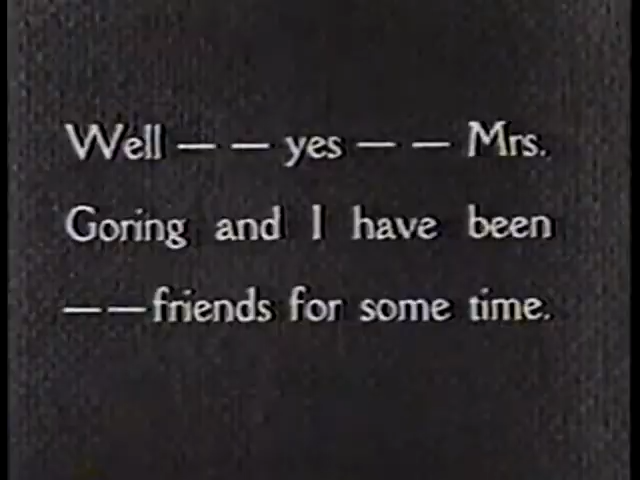 Well — — yes — — Mrs.
Goring and I have been
— —friends for some time.